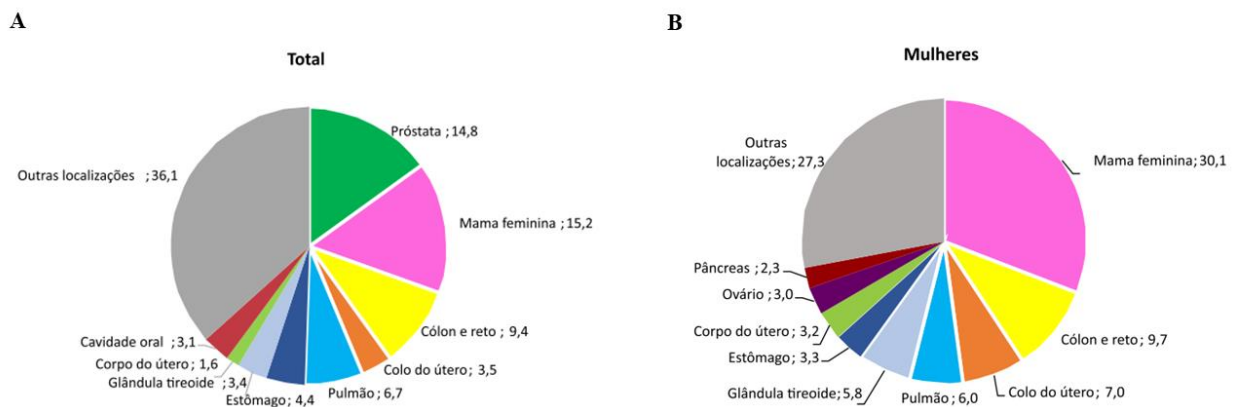 A
Total
Próstata ; 14,8
Outras localizações ; 36,1
Mama feminina ; 15,2
Cólon e reto ; 9,4
Cavidade oral ; 3,1
Corpo do útero ; 1,6
Glândula tireoide ; 3,4
Estômago ; 4,4
Pulmão ; 6,7
Colo do útero ; 3,5
B
Mulheres
Outras
localizações; 27,3
Mama feminina; 30,1
Pâncreas ; 2,3
Ovário ; 3,0
Corpo do útero; 3,2
Estômago; 3,3
Glândula tireoide; 5,8
Pulmão ; 6,0
Colo do útero ; 7,0
Cólon e reto ; 9,7